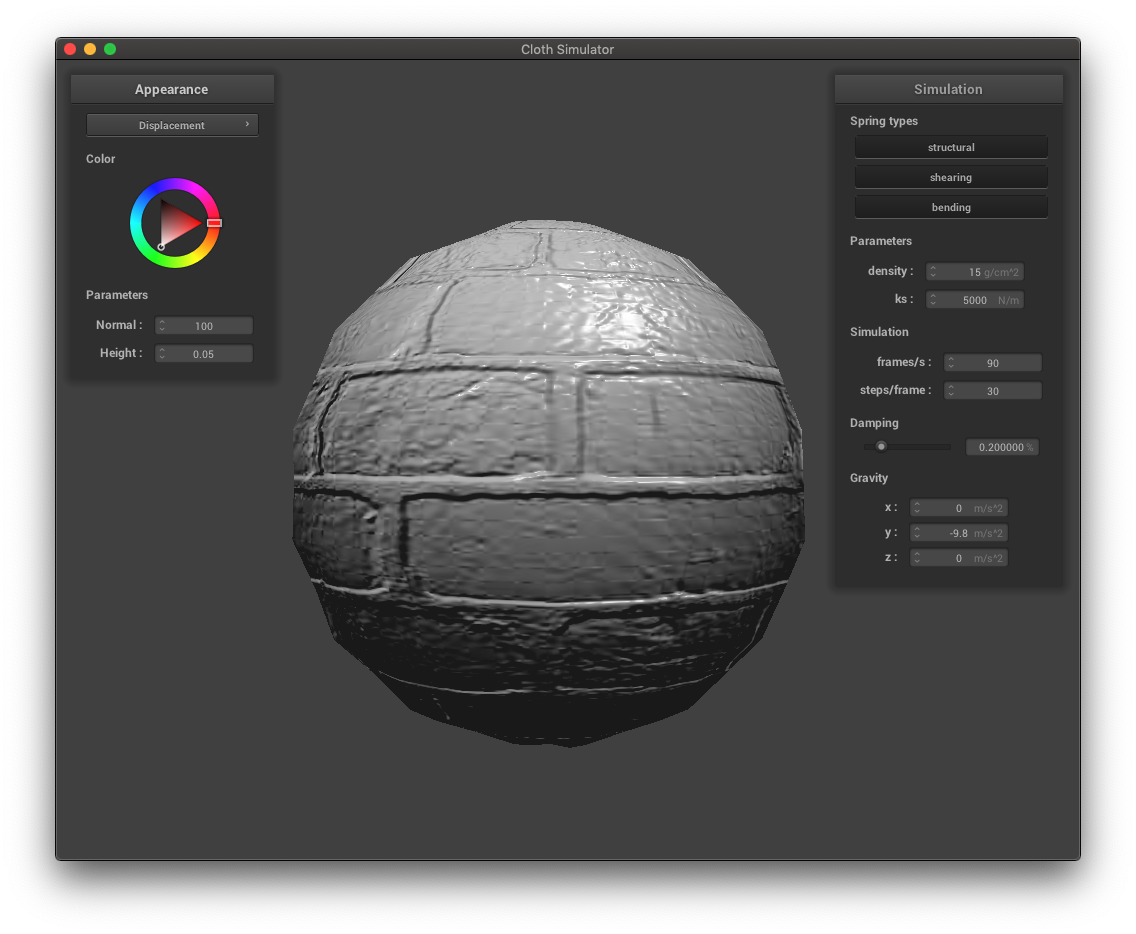 Cloth Simulator
Appearance
Displacement ›
Color
Parameters
Normal : 100
Height : 0.05
Simulation
Spring types
structural
shearing
bending
Parameters
density : 15 g/cm^2
ks : 5000 N/m
Simulation
frames/s : 90
steps/frame : 30
Damping
0.200000 %
Gravity
x : 0 m/s^2
y : -9.8 m/s^2
z : 0 m/s^2